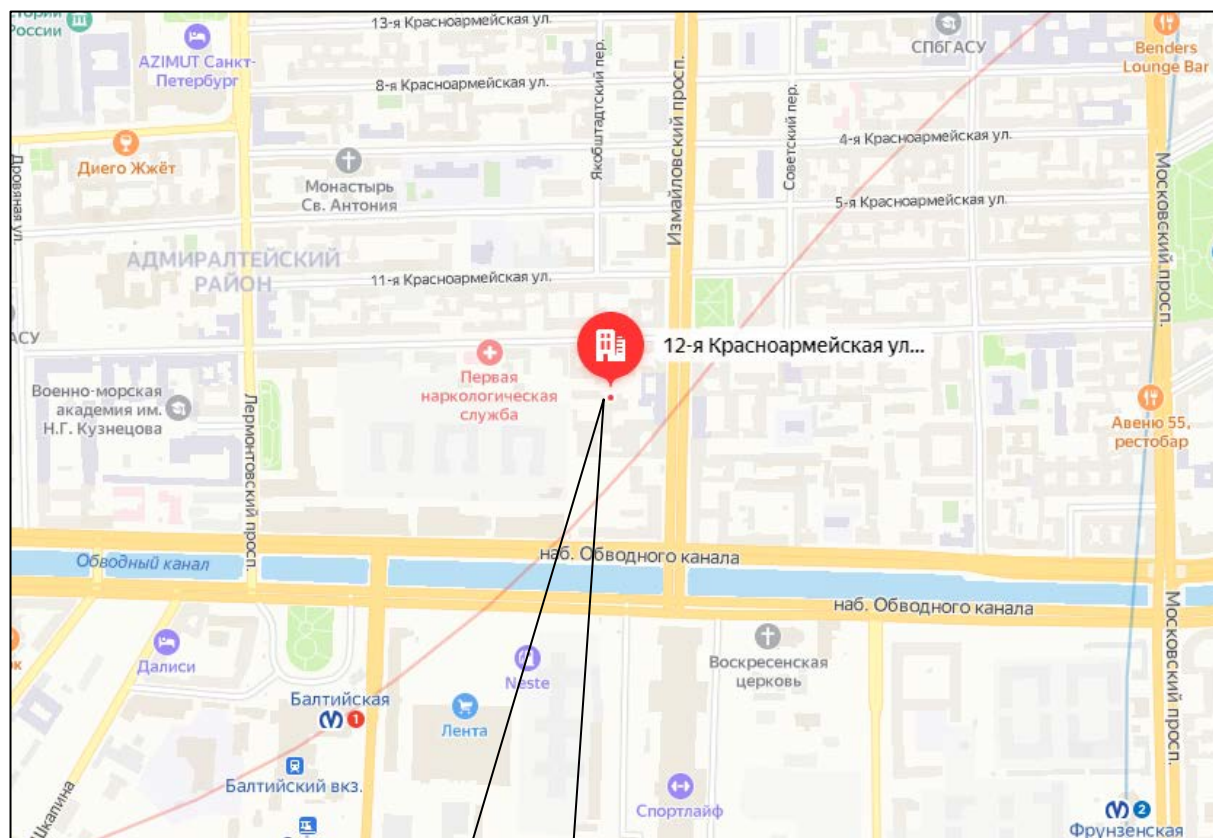 13-я Красноармейская ул.
России
AZIMUT Санкт-
Петербург
СПбГАСУ
Benders
Lounge Bar
8-я Красноармейская ул.
Якобштадтский пер.
Измайловский просп.
Советский пер.
4-я Красноармейская ул.
Диего Жжёт
Дровяная ул.
Монастырь
Св. Антония
5-я Красноармейская ул.
Московский просп.
АДМИРАЛТЕЙСКИЙ
РАЙОН
11-я Красноармейская ул.
12-я Красноармейская ул...
Первая
наркологическая
служба
Военно-морская
академия им.
Н.Г. Кузнецова
Лермонтовский просп.
Авеню 55,
рестобар
Обводный канал
наб. Обводного канала
наб. Обводного канала
Московский просп.
Далиси
Neste
Воскресенская
церковь
Балтийская
1
Лента
Балтийский вкз.
Спортлайф
Шкапина
2
Фрунзенская